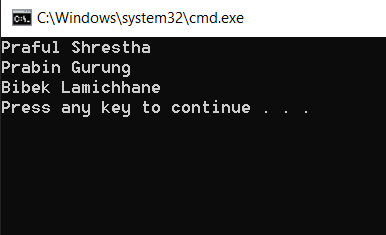 C:\Windows\system32\cmd.exe
Praful Shrestha
Prabin Gurung
Bibek Lamichhane
Press any key to continue . . .